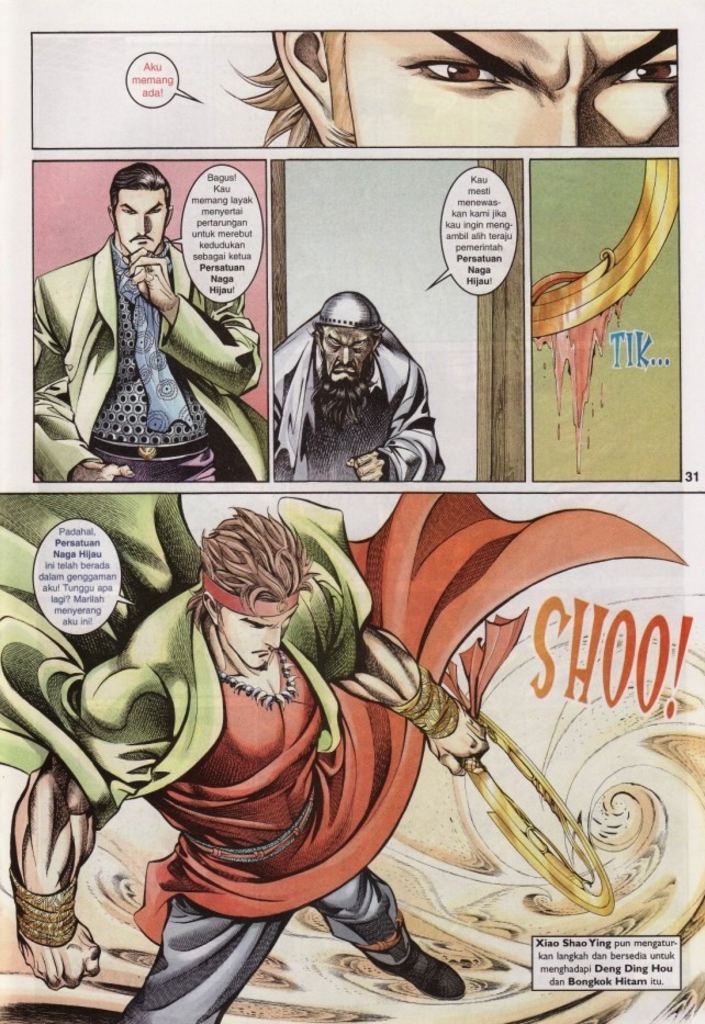 Aku
memang
ada!
Bagus!
Kau
memang layak
menyertai
pertarungan
untuk merebut
kedudukan
sebagai ketua
Persatuan
Naga
Hijau!
Kau
mesti
menewas-
kan kami jika
kau ingin meng-
ambil alih teraju
pemerintah
Persatuan
Naga
Hijau!
TIK...
31
Padahal,
Persatuan
Naga Hijau
ini telah berada
dalam genggaman
aku! Tunggu apa
lagi? Marilah
menyerang
aku ini!
SHOO!
Xiao Shao Ying pun mengatur-
kan langkah dan bersedia untuk
menghadapi Deng Ding Hou
dan Bongkok Hitam itu.